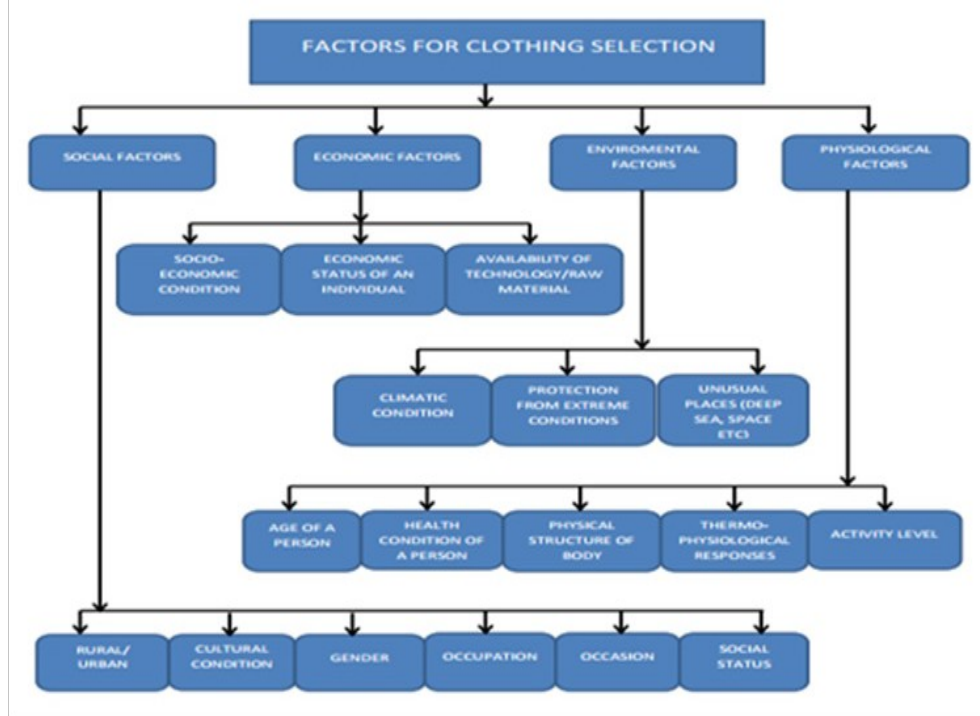 FACTORS FOR CLOTHING SELECTION
SOCIAL FACTORS
ECONOMIC FACTORS
ENVIROMENTAL
FACTORS
PHYSIOLOGICAL
FACTORS
SOCIO-
ECONOMIC
CONDITION
ECONOMIC
STATUS OF AN
INDIVIDUAL
AVAILABILITY OF
TECHNOLOGY/RAW
MATERIAL
CLIMATIC
CONDITION
PROTECTION
FROM EXTREME
CONDITIONS
UNUSUAL
PLACES (DEEP
SEA, SPACE
ETC)
AGE OF A
PERSON
HEALTH
CONDITION OF
A PERSON
PHYSICAL
STRUCTURE OF
BODY
THERMO-
PHYSIOLOGICAL
RESPONSES
ACTIVITY LEVEL
RURAL/
URBAN
CULTURAL
CONDITION
GENDER
OCCUPATION
OCCASION
SOCIAL
STATUS